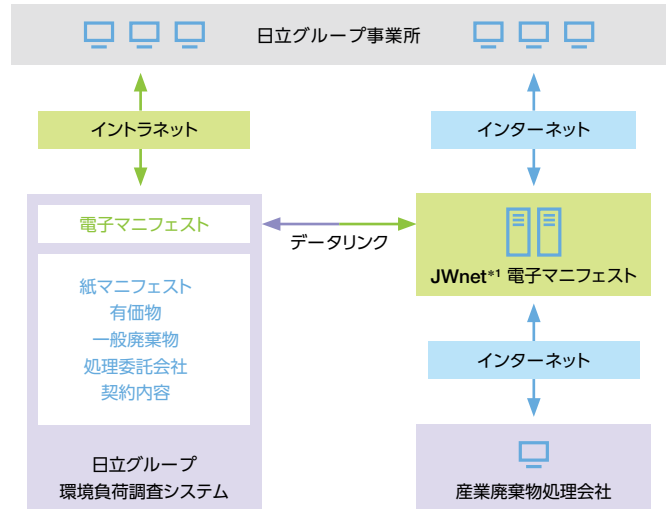 日立グループ事業所
イントラネット
インターネット
電子マニフェスト
データリンク
紙マニフェスト
有価物
一般廃棄物
処理委託会社
契約内容
日立グループ
環境負荷調査システム
JWnet*1 電子マニフェスト
インターネット
産業廃棄物処理会社